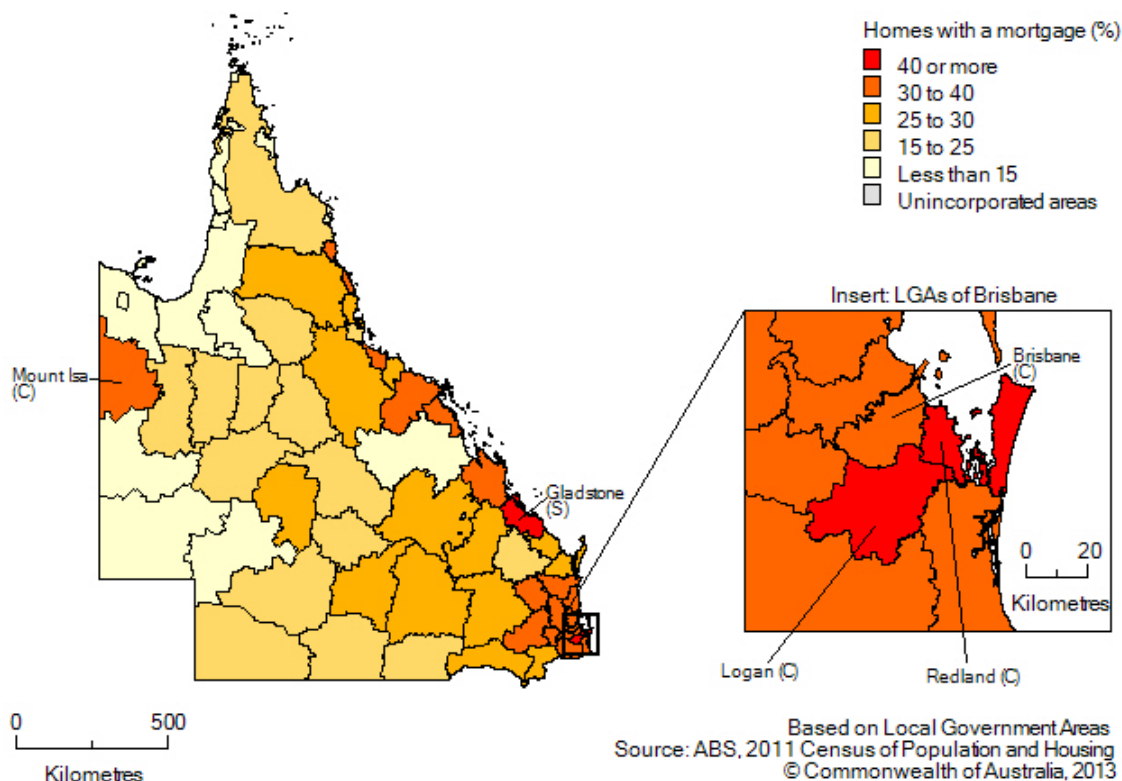 Homes with a mortgage (%)
40 or more
30 to 40
25 to 30
15 to 25
Less than 15
Unincorporated areas
Mount Isa
(C)
Gladstone
(S)
Insert: LGAs of Brisbane
Brisbane
(C)
0 20
Kilometres
Logan (C)
Redland (C)
0 500
Kilometres
Based on Local Government Areas
Source: ABS, 2011 Census of Population and Housing
© Commonwealth of Australia, 2013